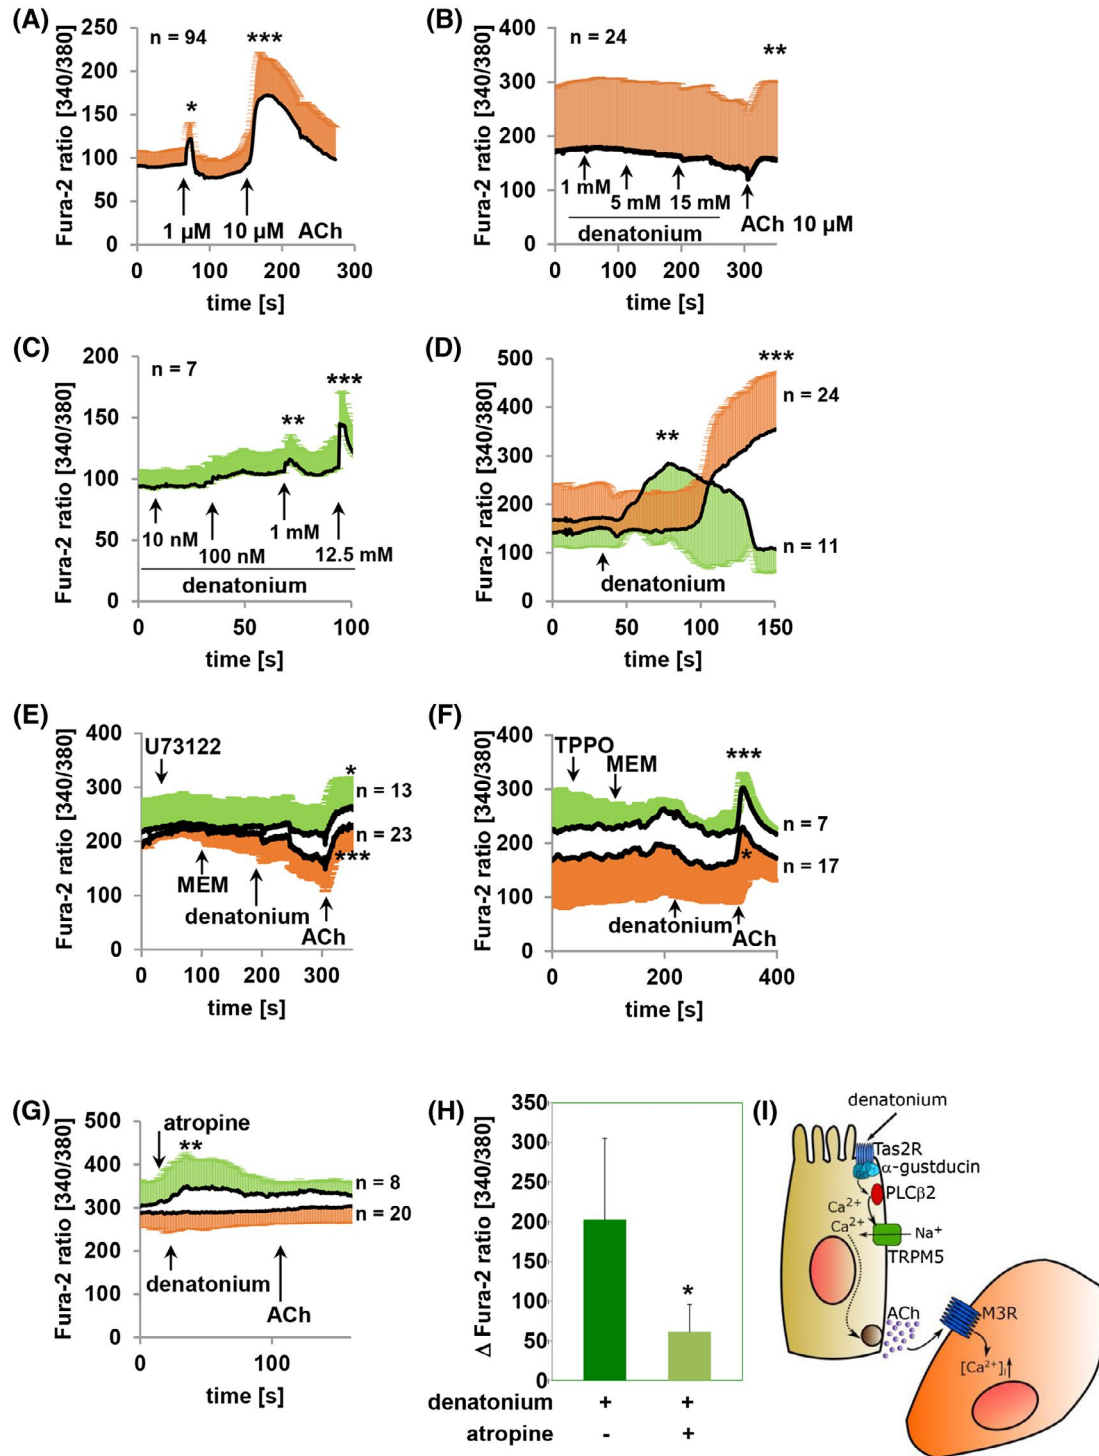 (A)
Fura-2 ratio [340/380]
250
200
150
100
50
0
n = 94
*
***
1 µM
10 µM
ACh
0
100
200
300
time [s]
(B)
Fura-2 ratio [340/380]
400
300
200
100
0
n = 24
**
1 mM
5 mM
15 mM
denatonium
ACh 10 µM
0
100
200
300
time [s]
(C)
Fura-2 ratio [340/380]
200
150
100
50
0
n = 7
**
***
10 nM
100 nM
1 mM
12.5 mM
denatonium
0
50
100
time [s]
(D)
Fura-2 ratio [340/380]
500
400
300
200
100
0
**
***
n = 24
n = 11
denatonium
0
50
100
150
time [s]
(E)
Fura-2 ratio [340/380]
400
300
200
100
0
U73122
*
n = 13
n = 23
***
MEM
denatonium
ACh
0
100
200
300
time [s]
(F)
Fura-2 ratio [340/380]
400
300
200
100
0
TPPO
MEM
***
n = 7
*
n = 17
denatonium
ACh
0
200
400
time [s]
(G)
Fura-2 ratio [340/380]
500
400
300
200
100
0
atropine
**
n = 8
n = 20
denatonium
ACh
0
100
time [s]
(H)
Δ Fura-2 ratio [340/380]
350
300
250
200
150
100
50
0
*
denatonium + +
atropine - +
(I)
denatonium
Tas2R
α-gustducin
PLCβ2
Ca²⁺
Ca²⁺
Na⁺
TRPM5
ACh
M3R
[Ca²⁺]ᵢ